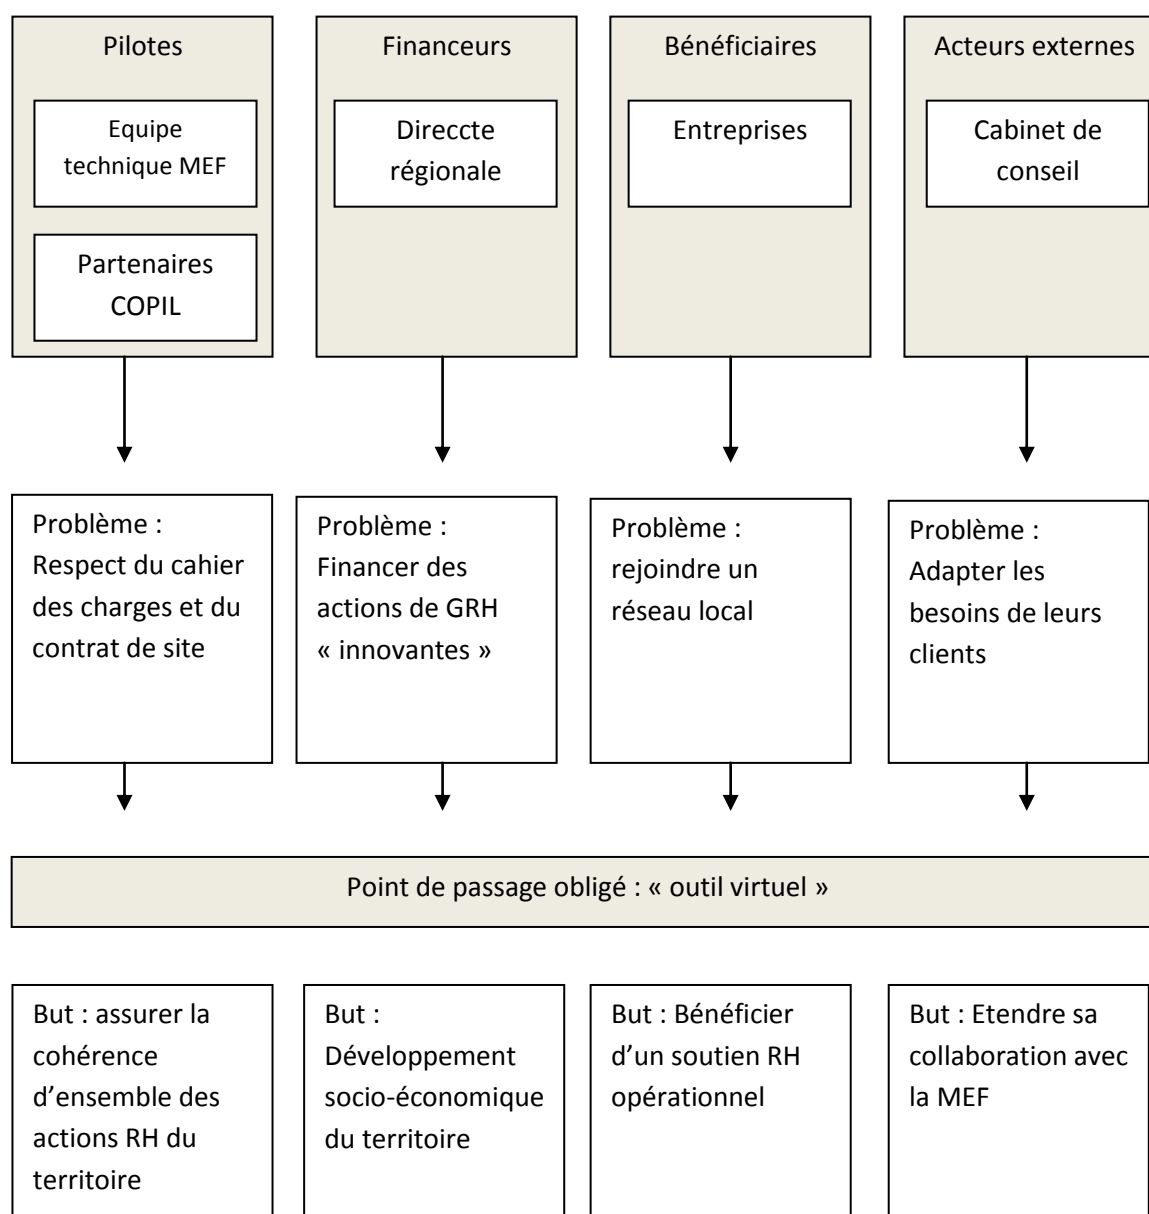 Pilotes
Equipe
technique MEF
Partenaires
COPIL
Financeurs
Direccte
régionale
Bénéficiaires
Entreprises
Acteurs externes
Cabinet de
conseil
Problème :
Respect du cahier
des charges et du
contrat de site
Problème :
Financer des
actions de GRH
« innovantes »
Problème :
rejoindre un
réseau local
Problème :
Adapter les
besoins de leurs
clients
Point de passage obligé : « outil virtuel »
But : assurer la
cohérence
d’ensemble des
actions RH du
territoire
But :
Développement
socio-économique
du territoire
But : Bénéficier
d’un soutien RH
opérationnel
But : Etendre sa
collaboration avec
la MEF